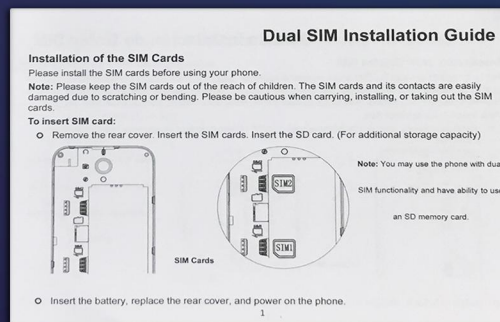 Dual SIM Installation Guide
Installation of the SIM Cards
Please install the SIM cards before using your phone.
Note: Please keep the SIM cards out of the reach of children. The SIM cards and its contacts are easily
damaged due to scratching or bending. Please be cautious when carrying, installing, or taking out the SIM
cards.
To insert SIM card:
Remove the rear cover. Insert the SIM cards. Insert the SD card. (For additional storage capacity)
Note: You may use the phone with dua
SIM2
SIM functionality and have ability to use
an SD memory card.
SIM1
SIM Cards
Insert the battery, replace the rear cover, and power on the phone.
1